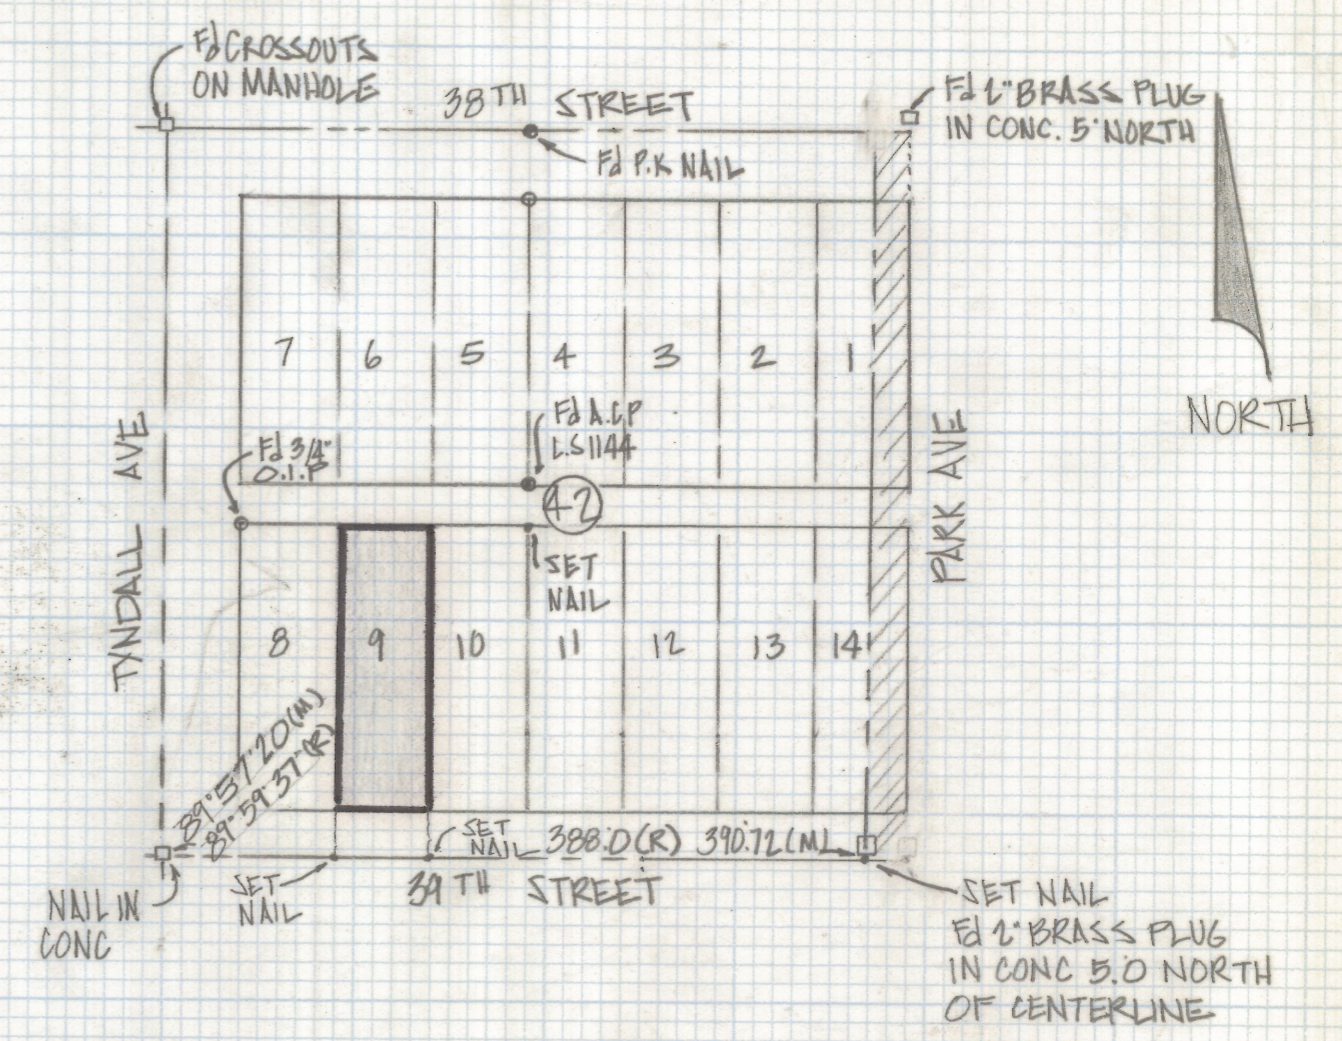 Fd CROSSOUTS
ON MANHOLE
38TH STREET
Fd 2" BRASS PLUG
IN CONC. 5' NORTH
Fd P.K NAIL
7 6 5 4 3 2 1
NORTH
TYNDALL AVE
PARK AVE
Fd A.C.P
L.S 1144
Fd 3/4"
O.I.P
42
SET
NAIL
8 9 10 11 12 13 14
89°57'20(M)
89°59'37"(R)
SET
NAIL
388.0(R) 390.72(M)
39TH STREET
SET
NAIL
NAIL IN
CONC
SET NAIL
Fd 2" BRASS PLUG
IN CONC 5.0 NORTH
OF CENTERLINE